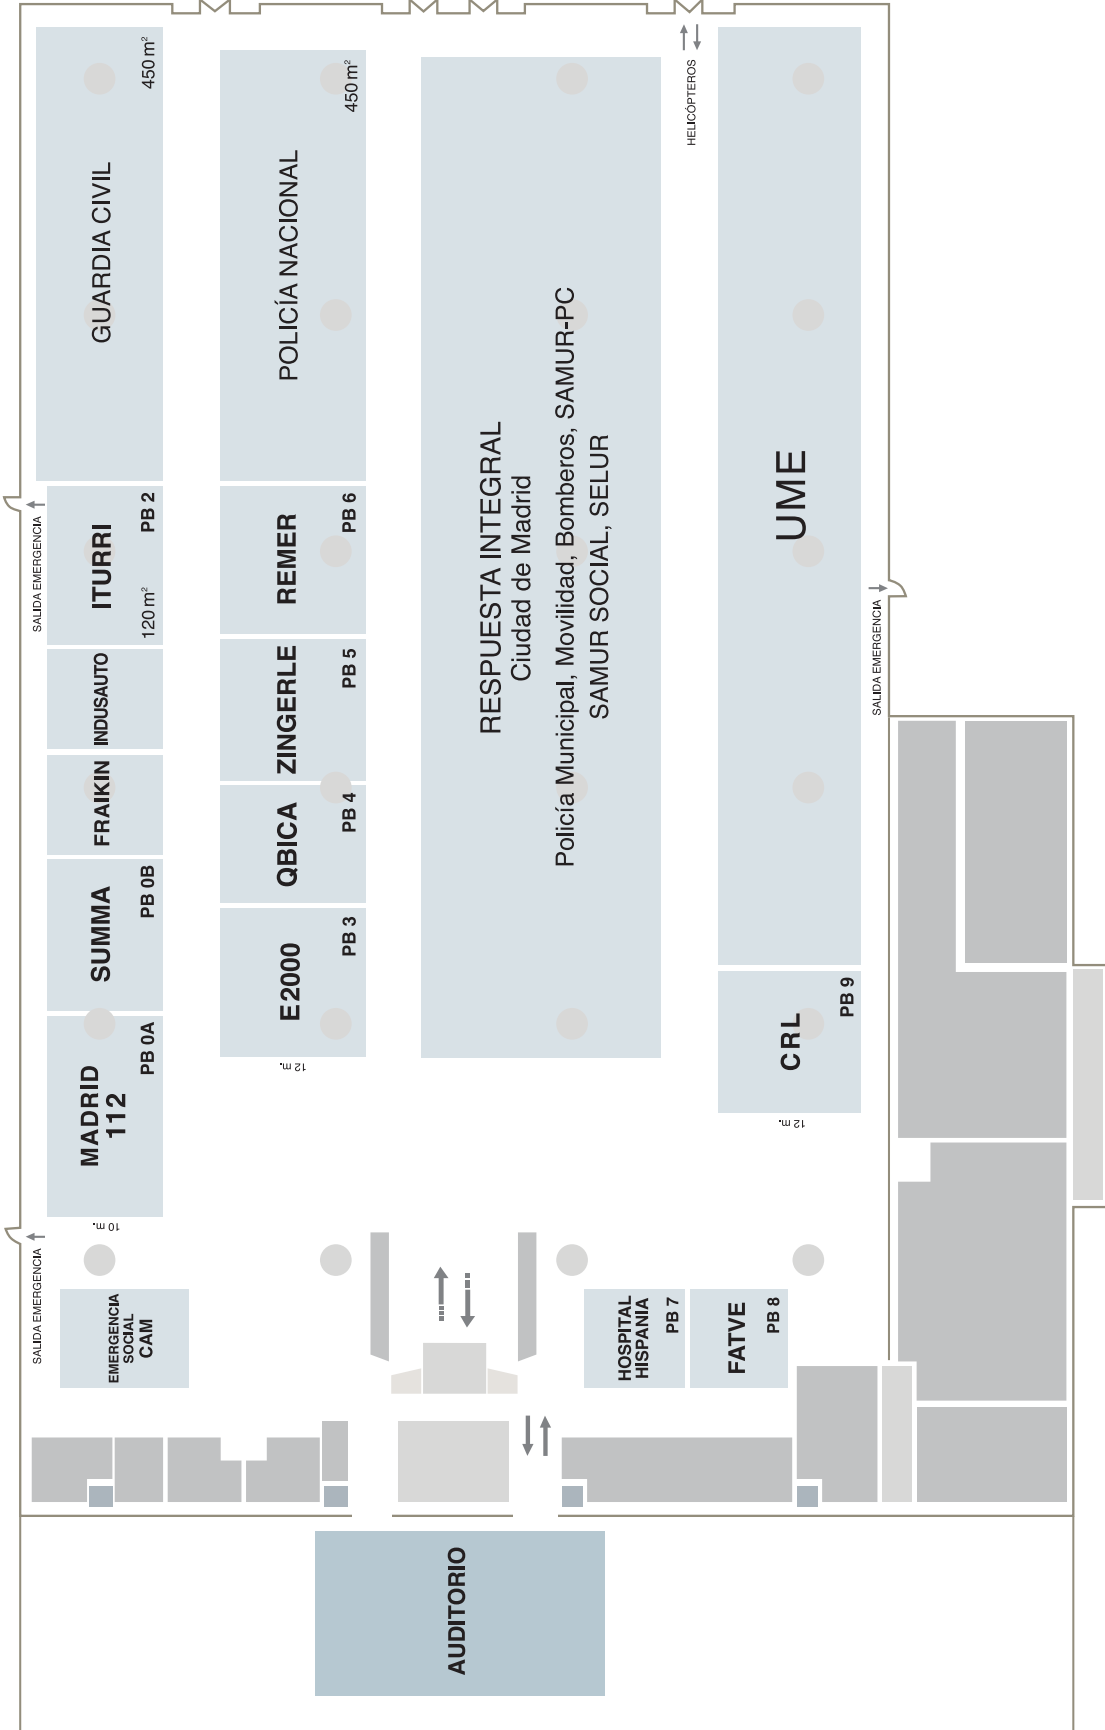 HELICÓPTEROS
450 m²
GUARDIA CIVIL
450 m²
POLICÍA NACIONAL
SALIDA EMERGENCIA
ITURRI
PB 2
120 m²
INDUSAUTO
FRAIKIN
SUMMA
PB 0B
MADRID
112
PB 0A
10 m.
REMER
PB 6
ZINGERLE
PB 5
QBICA
PB 4
E2000
PB 3
12 m.
RESPUESTA INTEGRAL
Ciudad de Madrid
Policía Municipal, Movilidad, Bomberos, SAMUR-PC
SAMUR SOCIAL, SELUR
UME
SALIDA EMERGENCIA
CRL
PB 9
12 m.
SALIDA EMERGENCIA
EMERGENCIA
SOCIAL
CAM
HOSPITAL
HISPANIA
PB 7
FATVE
PB 8
AUDITORIO